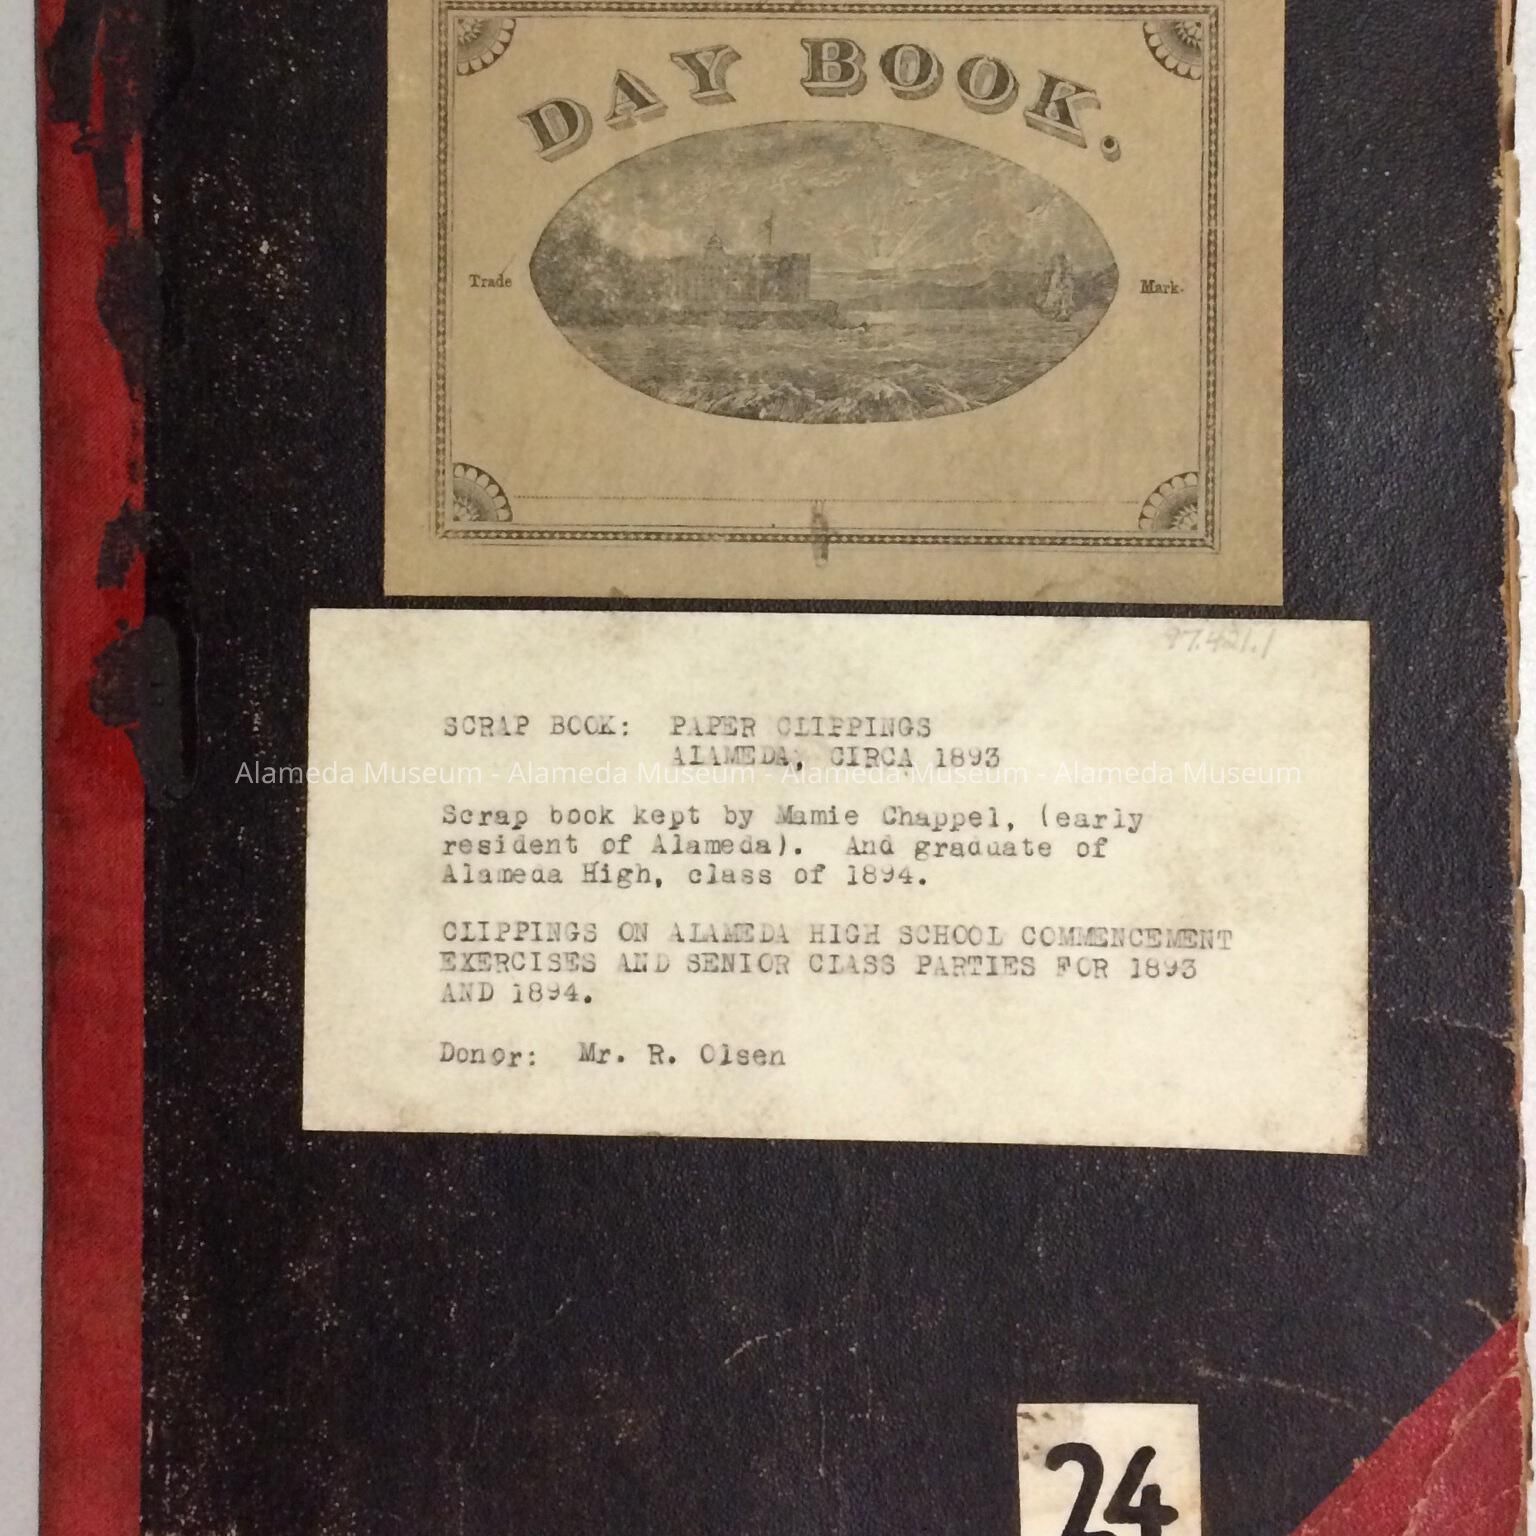 DAY BOOK.
Trade Mark.
97.421.1
SCRAP BOOK: PAPER CLIPPINGS
ALAMEDA, CIRCA 1893
Alameda Museum - Alameda Museum - Alameda Museum - Alameda Museum
Scrap book kept by Mamie Chappel, (early
resident of Alameda). And graduate of
Alameda High, class of 1894.
CLIPPINGS ON ALAMEDA HIGH SCHOOL COMMENCEMENT
EXERCISES AND SENIOR CLASS PARTIES FOR 1893
AND 1894.
Donor: Mr. R. Olsen
24